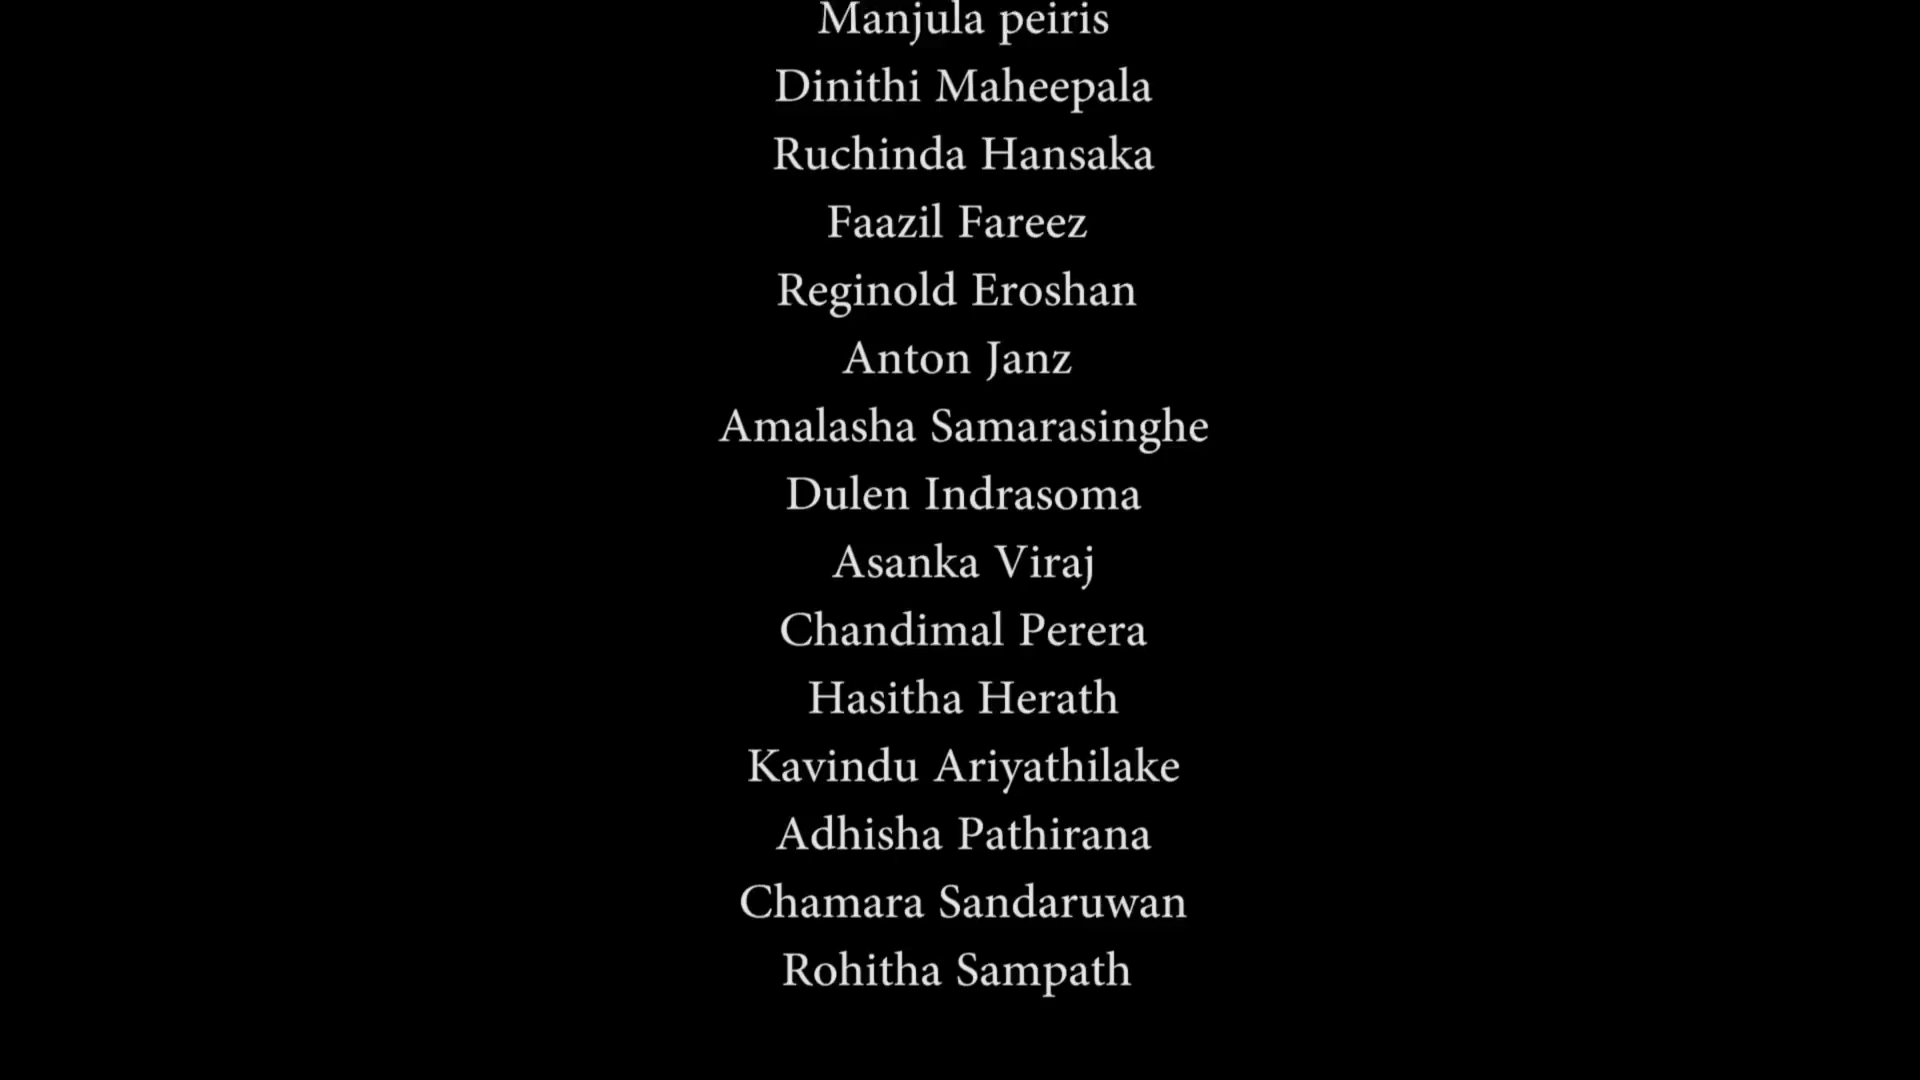 Manjula peiris
Dinithi Maheepala
Ruchinda Hansaka
Faazil Fareez
Reginold Eroshan
Anton Janz
Amalasha Samarasinghe
Dulen Indrasoma
Asanka Viraj
Chandimal Perera
Hasitha Herath
Kavindu Ariyathilake
Adhisha Pathirana
Chamara Sandaruwan
Rohitha Sampath